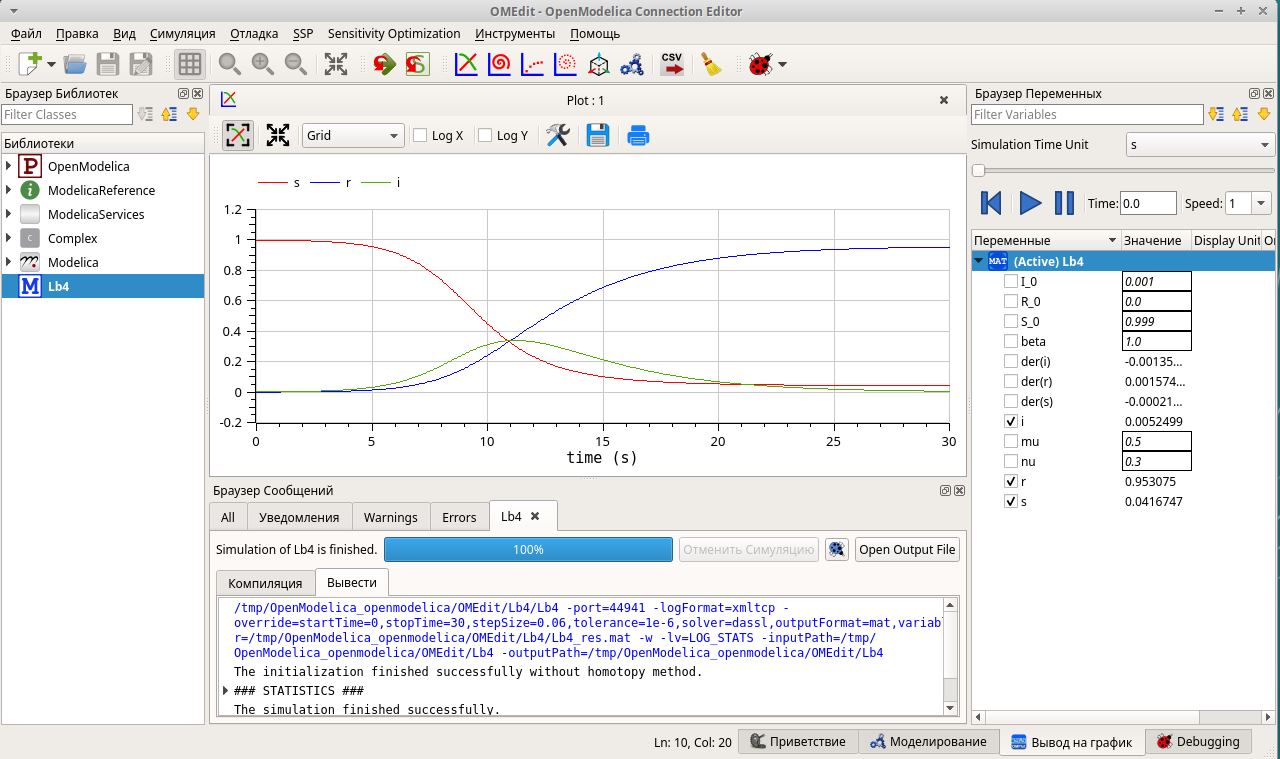 OMEdit - OpenModelica Connection Editor
Файл Правка Вид Симуляция Отладка SSP Sensitivity Optimization Инструменты Помощь
CSV
Браузер Библиотек
Filter Classes
Библиотеки
P OpenModelica
i ModelicaReference
ModelicaServices
C Complex
Modelica
M Lb4
Plot : 1
Grid Log X Log Y
s r i
1.2
1
0.8
0.6
0.4
0.2
0
-0.2
0 5 10 15 20 25 30
time (s)
Браузер Сообщений
All Уведомления Warnings Errors Lb4
Simulation of Lb4 is finished. 100% Отменить Симуляцию Open Output File
Компиляция Вывести
/tmp/OpenModelica_openmodelica/OMEdit/Lb4/Lb4 -port=44941 -logFormat=xmltcp -
override=startTime=0,stopTime=30,stepSize=0.06,tolerance=1e-6,solver=dassl,outputFormat=mat,variabl
r=/tmp/OpenModelica_openmodelica/OMEdit/Lb4/Lb4_res.mat -w -lv=LOG_STATS -inputPath=/tmp/
OpenModelica_openmodelica/OMEdit/Lb4 -outputPath=/tmp/OpenModelica_openmodelica/OMEdit/Lb4
The initialization finished successfully without homotopy method.
### STATISTICS ###
The simulation finished successfully.
Браузер Переменных
Filter Variables
Simulation Time Unit s
Time: 0.0 Speed: 1
Переменные Значение Display Unit
MAT (Active) Lb4
I_0 0.001
R_0 0.0
S_0 0.999
beta 1.0
der(i) -0.00135...
der(r) 0.001574...
der(s) -0.00021...
i 0.0052499
mu 0.5
nu 0.3
r 0.953075
s 0.0416747
Ln: 10, Col: 20 Приветствие Моделирование Вывод на график Debugging